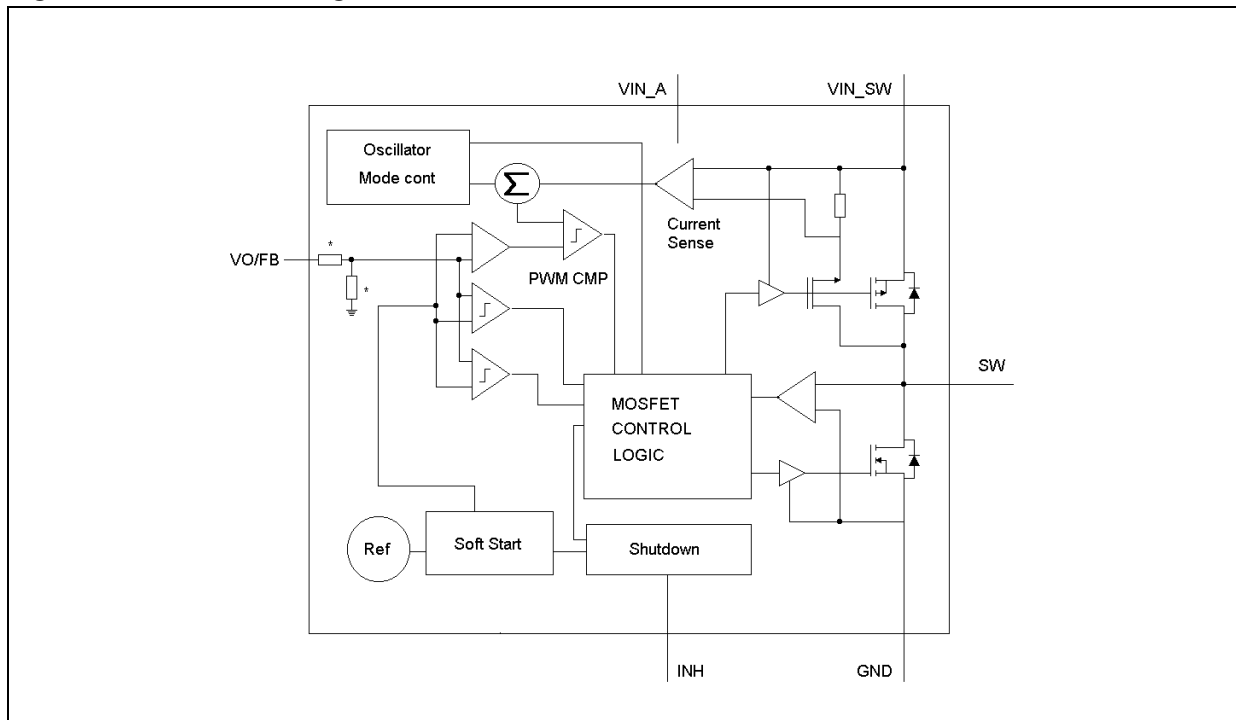 VIN_A
VIN_SW
Oscillator
Mode cont
Σ
Current
Sense
*
VO/FB
*
PWM CMP
SW
MOSFET
CONTROL
LOGIC
Ref
Soft Start
Shutdown
INH
GND